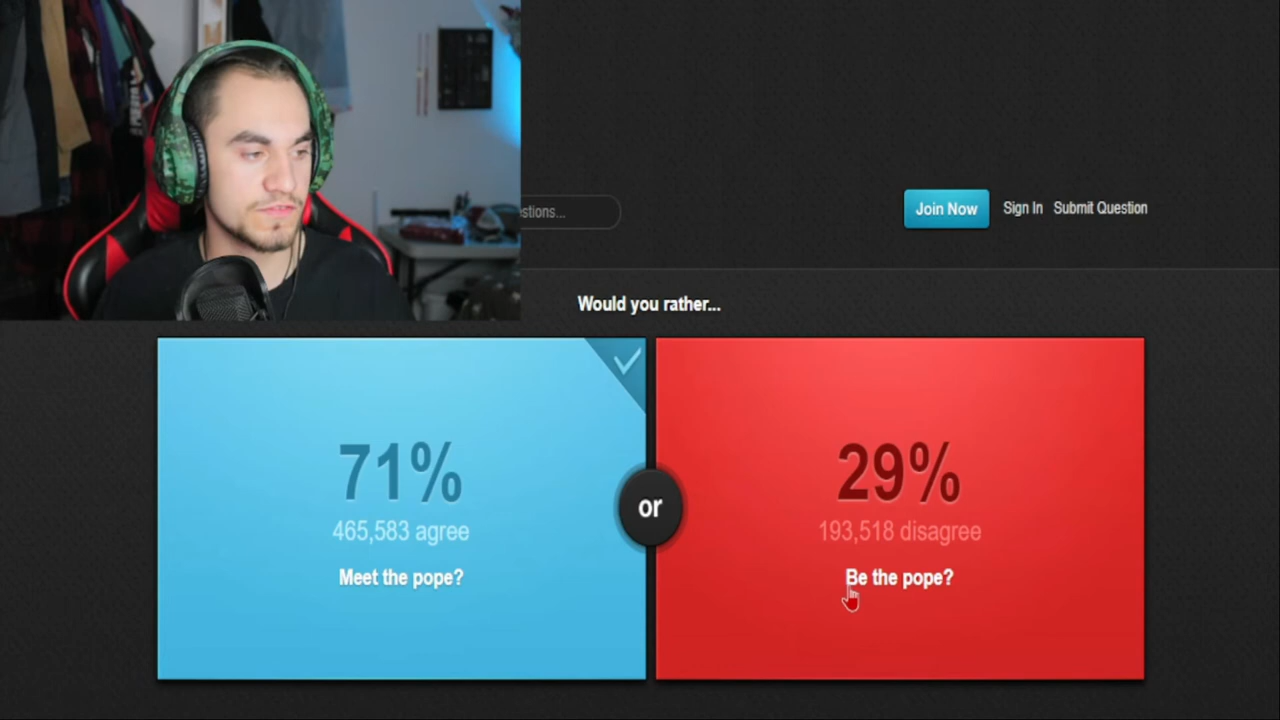 estions...
Join Now
Sign In
Submit Question
Would you rather...
71%
465,583 agree
Meet the pope?
or
29%
193,518 disagree
Be the pope?